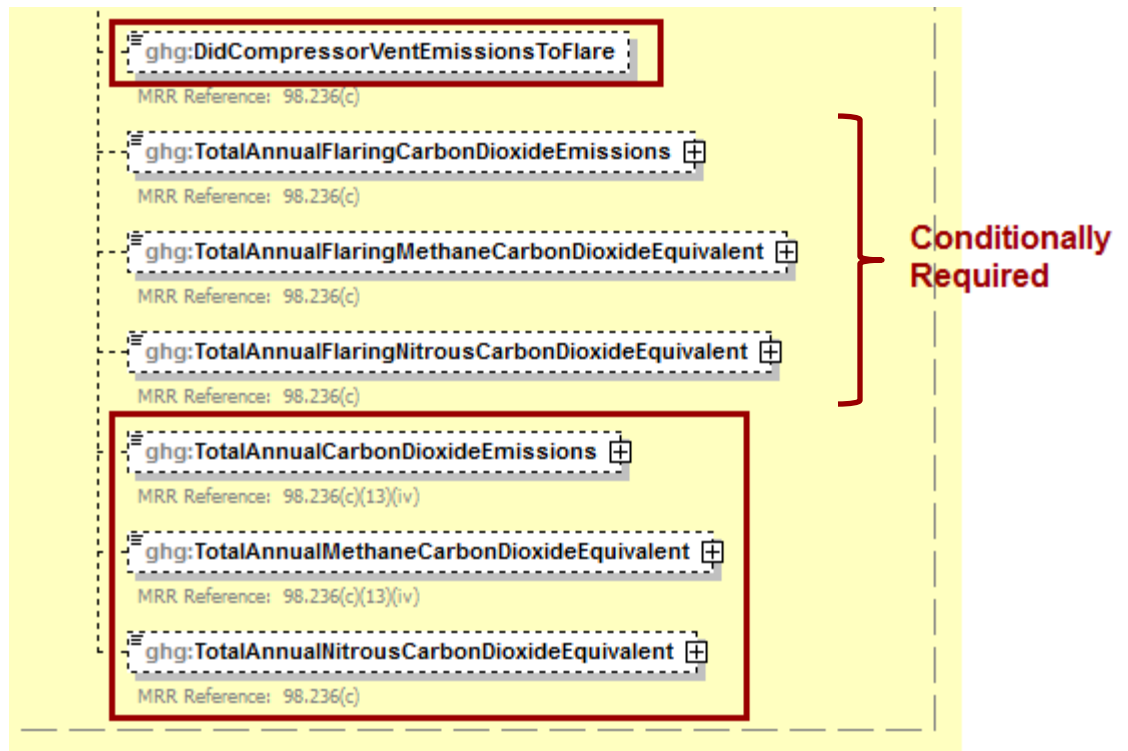 ghg:DidCompressorVentEmissionsToFlare
MRR Reference: 98.236(c)
ghg:TotalAnnualFlaringCarbonDioxideEmissions
MRR Reference: 98.236(c)
ghg:TotalAnnualFlaringMethaneCarbonDioxideEquivalent
MRR Reference: 98.236(c)
Conditionally
Required
ghg:TotalAnnualFlaringNitrousCarbonDioxideEquivalent
MRR Reference: 98.236(c)
ghg:TotalAnnualCarbonDioxideEmissions
MRR Reference: 98.236(c)(13)(iv)
ghg:TotalAnnualMethaneCarbonDioxideEquivalent
MRR Reference: 98.236(c)(13)(iv)
ghg:TotalAnnualNitrousCarbonDioxideEquivalent
MRR Reference: 98.236(c)